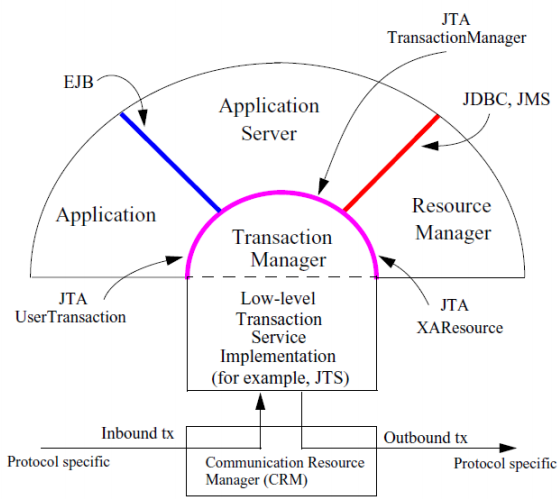 JTA
TransactionManager
EJB
JDBC, JMS
Application
Server
Application
Resource
Manager
Transaction
Manager
JTA
UserTransaction
JTA
XAResource
Low-level
Transaction
Service
Implementation
(for example, JTS)
Inbound tx
Outbound tx
Protocol specific
Communication Resource
Manager (CRM)
Protocol specific